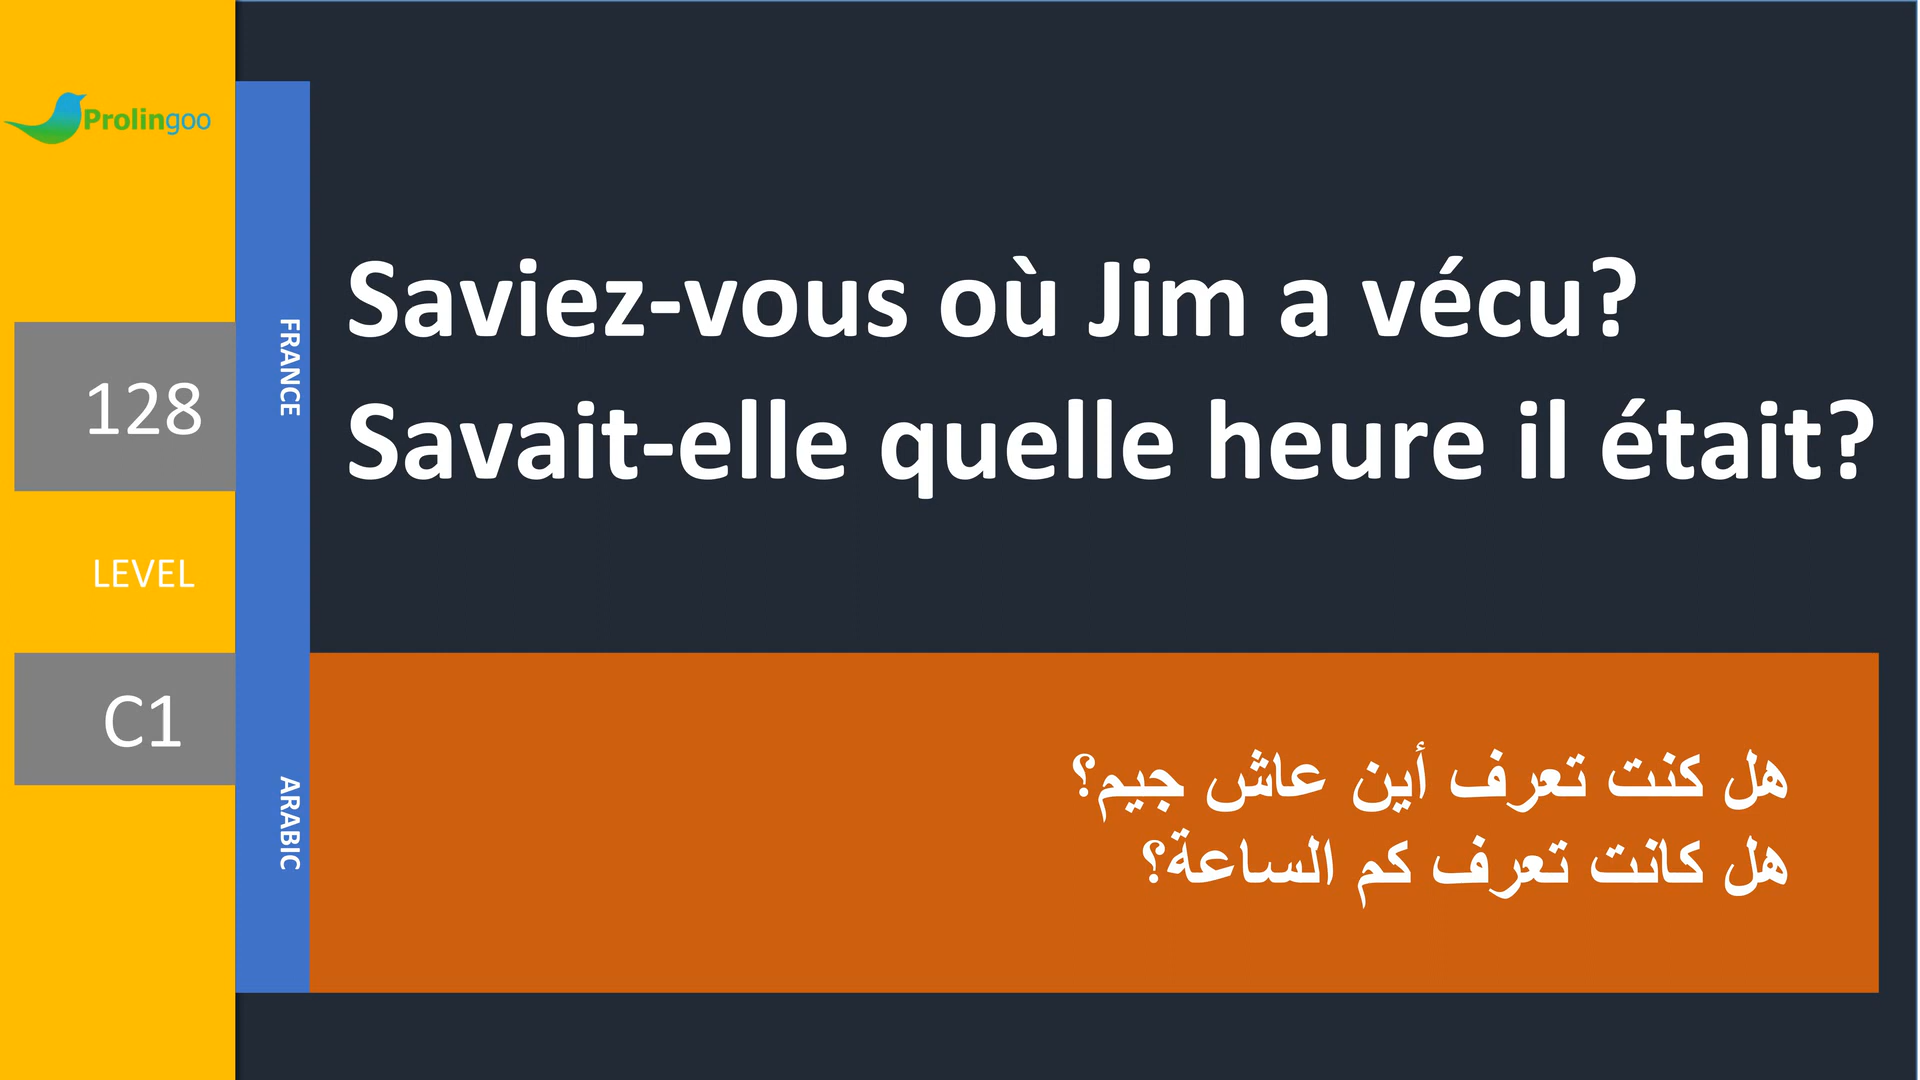 Prolingoo
128
LEVEL
C1
FRANCE
Saviez-vous où Jim a vécu?
Savait-elle quelle heure il était?
ARABIC
هل كنت تعرف أين عاش جيم؟
هل كانت تعرف كم الساعة؟